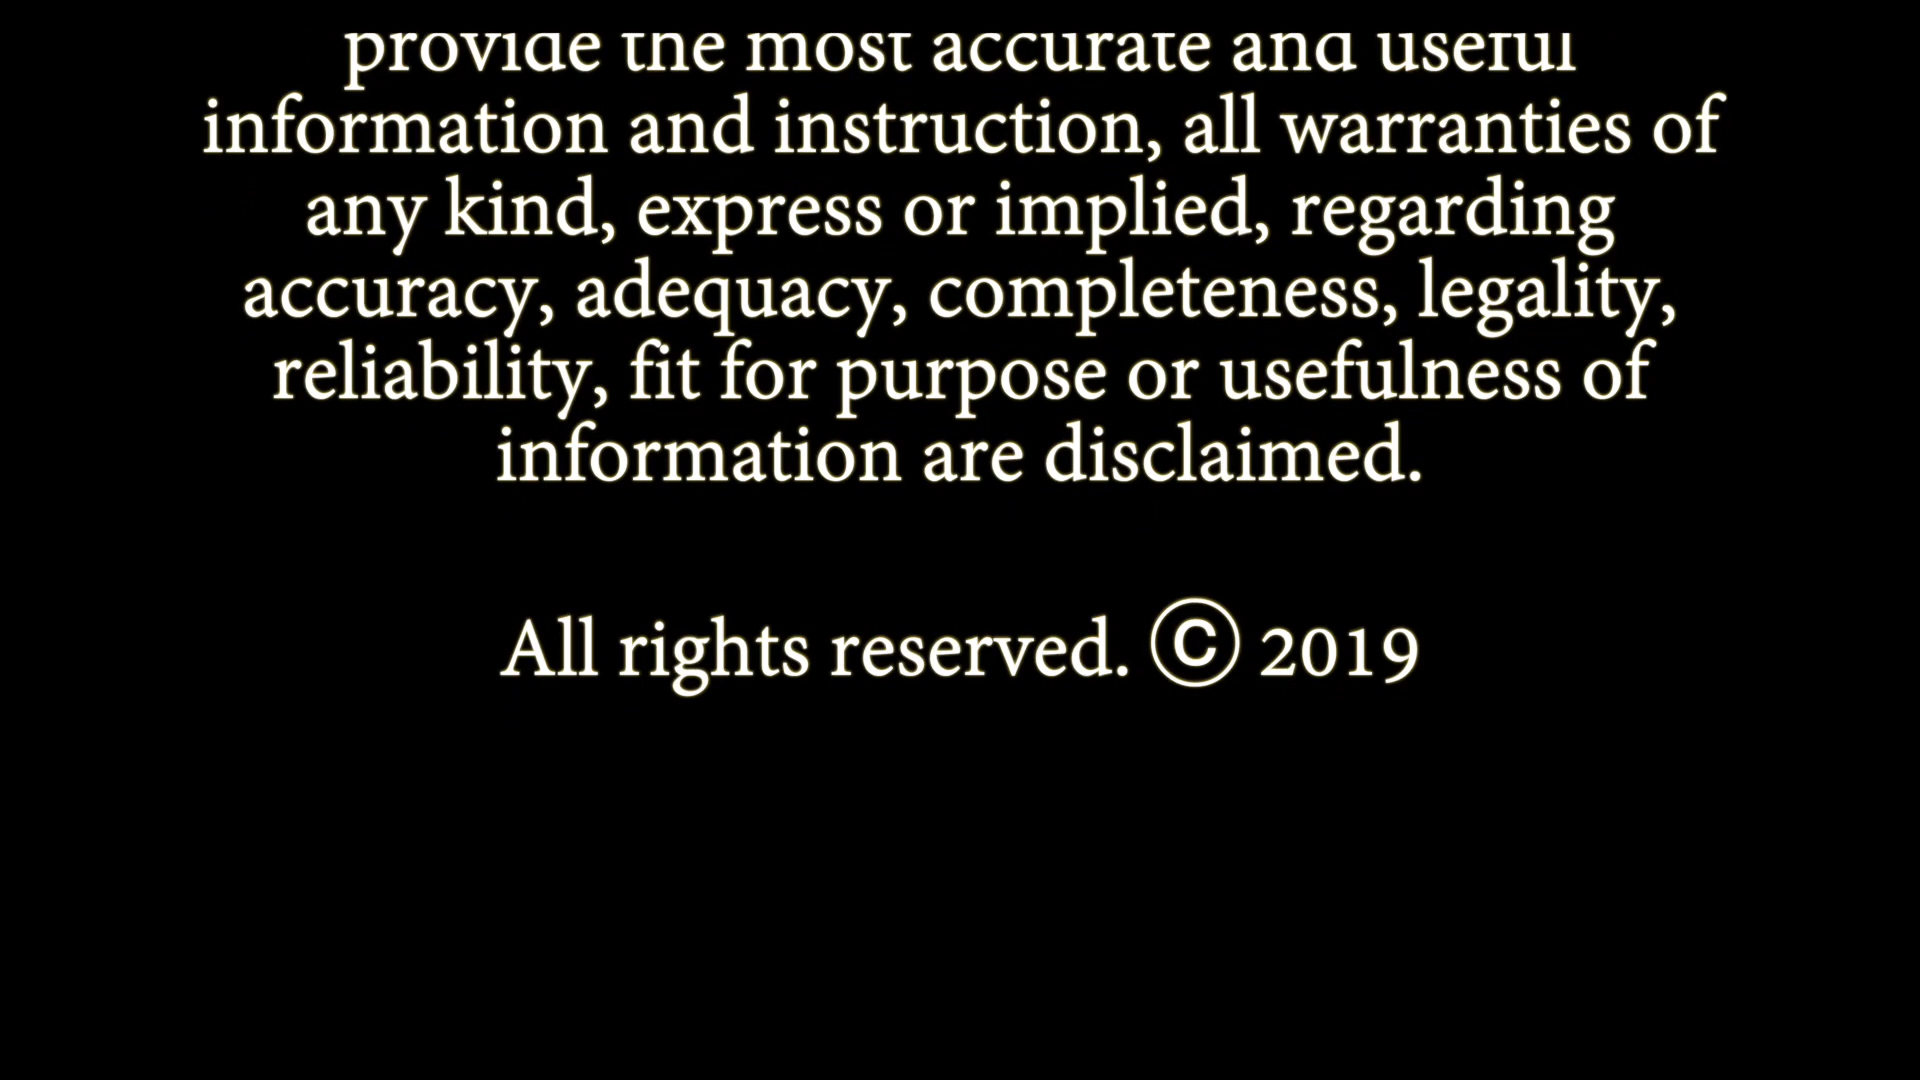 provide the most accurate and useful
information and instruction, all warranties of
any kind, express or implied, regarding
accuracy, adequacy, completeness, legality,
reliability, fit for purpose or usefulness of
information are disclaimed.
All rights reserved. © 2019